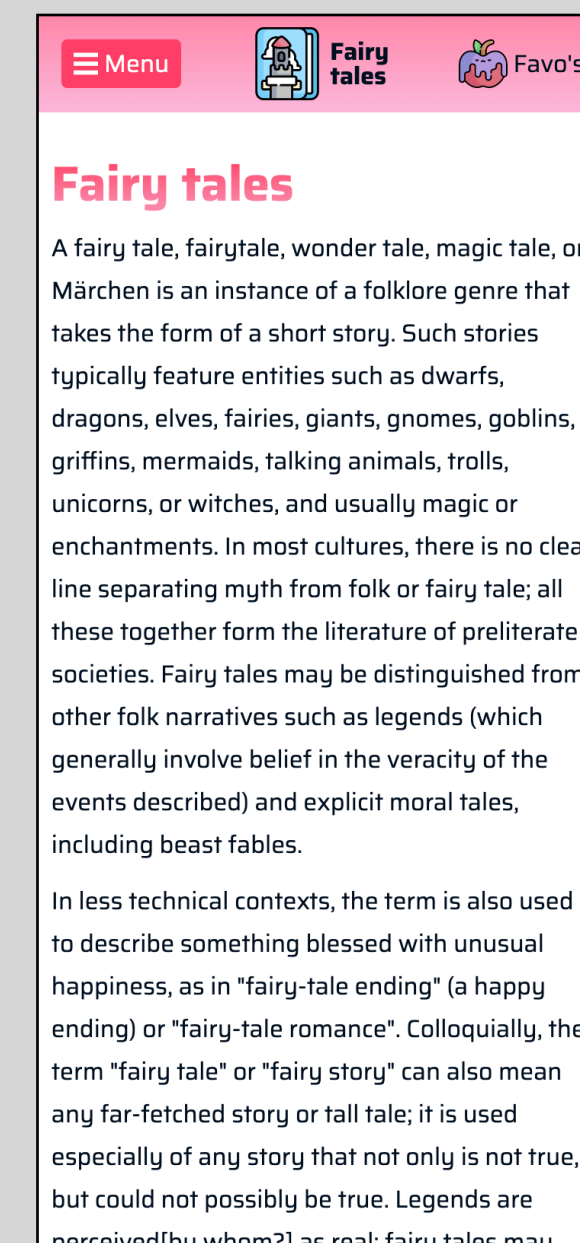 Menu
Fairy
tales
Favo's
Fairy tales
A fairy tale, fairytale, wonder tale, magic tale, or
Märchen is an instance of a folklore genre that
takes the form of a short story. Such stories
typically feature entities such as dwarfs,
dragons, elves, fairies, giants, gnomes, goblins,
griffins, mermaids, talking animals, trolls,
unicorns, or witches, and usually magic or
enchantments. In most cultures, there is no clea
line separating myth from folk or fairy tale; all
these together form the literature of preliterate
societies. Fairy tales may be distinguished from
other folk narratives such as legends (which
generally involve belief in the veracity of the
events described) and explicit moral tales,
including beast fables.
In less technical contexts, the term is also used
to describe something blessed with unusual
happiness, as in "fairy-tale ending" (a happy
ending) or "fairy-tale romance". Colloquially, the
term "fairy tale" or "fairy story" can also mean
any far-fetched story or tall tale; it is used
especially of any story that not only is not true,
but could not possibly be true. Legends are
perceived[by whom?] as real; fairy tales may